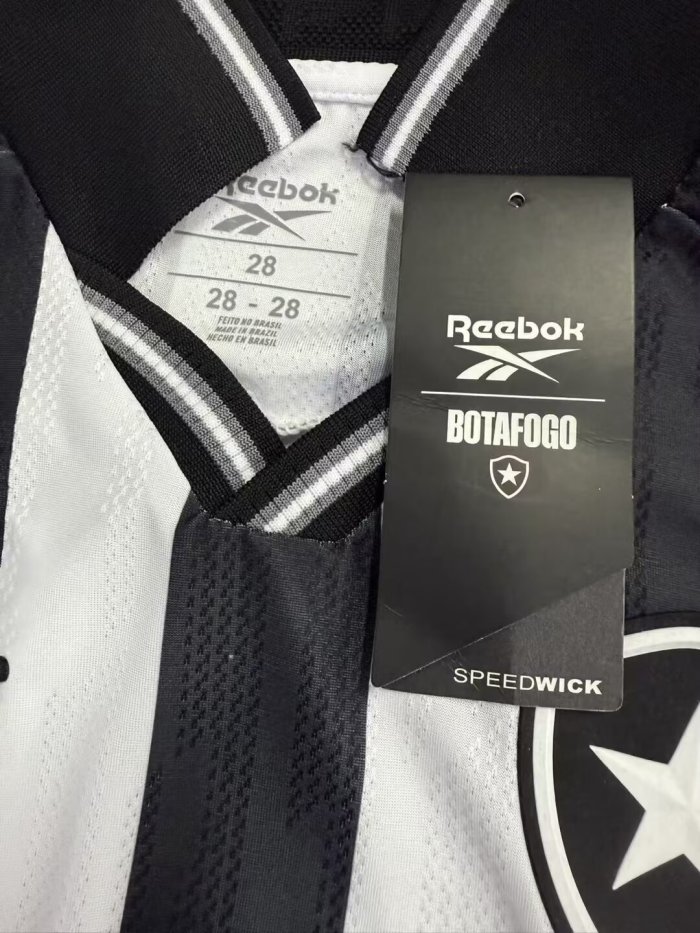 Reebok
28
28 - 28
FEITO NO BRASIL
MADE IN BRAZIL
HECHO EN BRASIL
Reebok
BOTAFOGO
SPEEDWICK